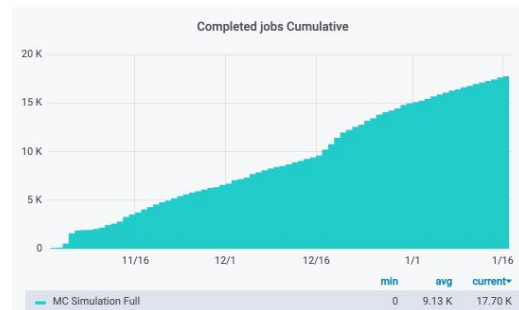 Completed jobs Cumulative
20 K
15 K
10 K
5 K
0
11/16 12/1 12/16 1/1 1/16
min avg current
MC Simulation Full 0 9.13 K 17.70 K